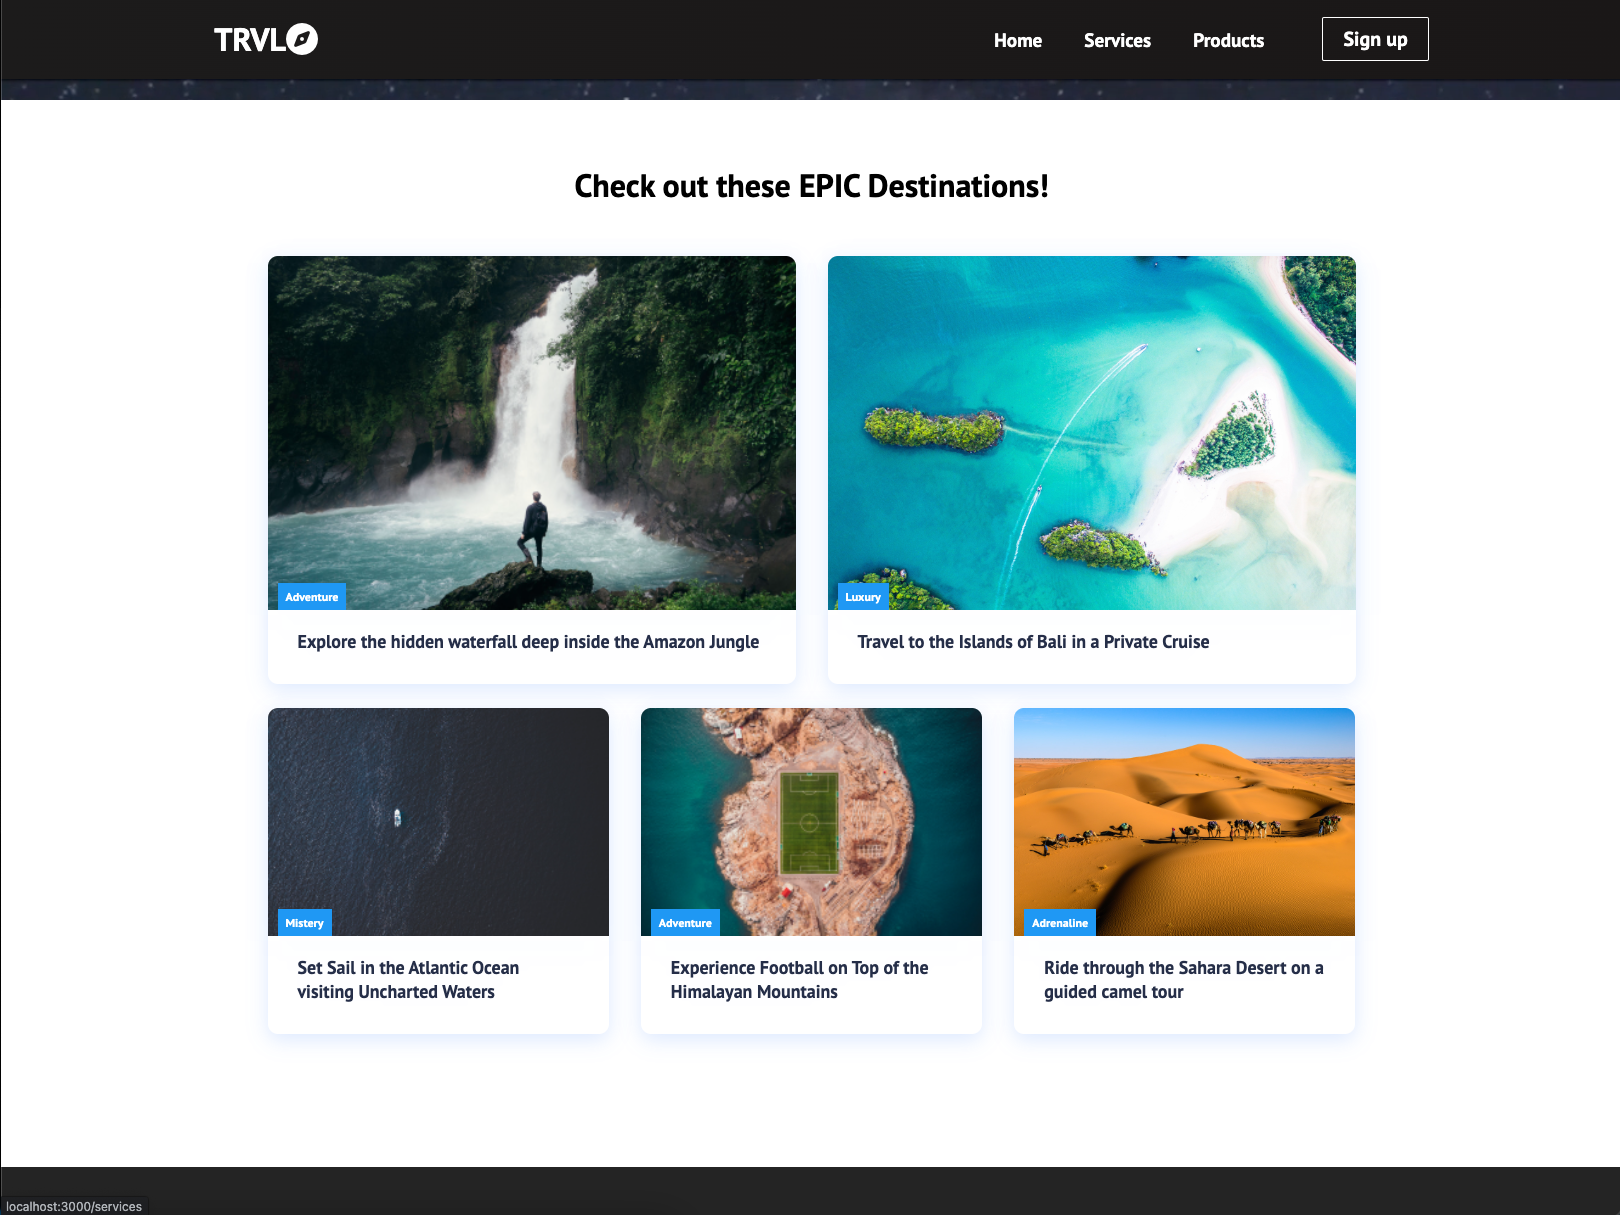 TRVL
Home
Services
Products
Sign up
Check out these EPIC Destinations!
Adventure
Luxury
Explore the hidden waterfall deep inside the Amazon Jungle
Travel to the Islands of Bali in a Private Cruise
Mistery
Adventure
Adrenaline
Set Sail in the Atlantic Ocean
visiting Uncharted Waters
Experience Football on Top of the
Himalayan Mountains
Ride through the Sahara Desert on a
guided camel tour
localhost:3000/services